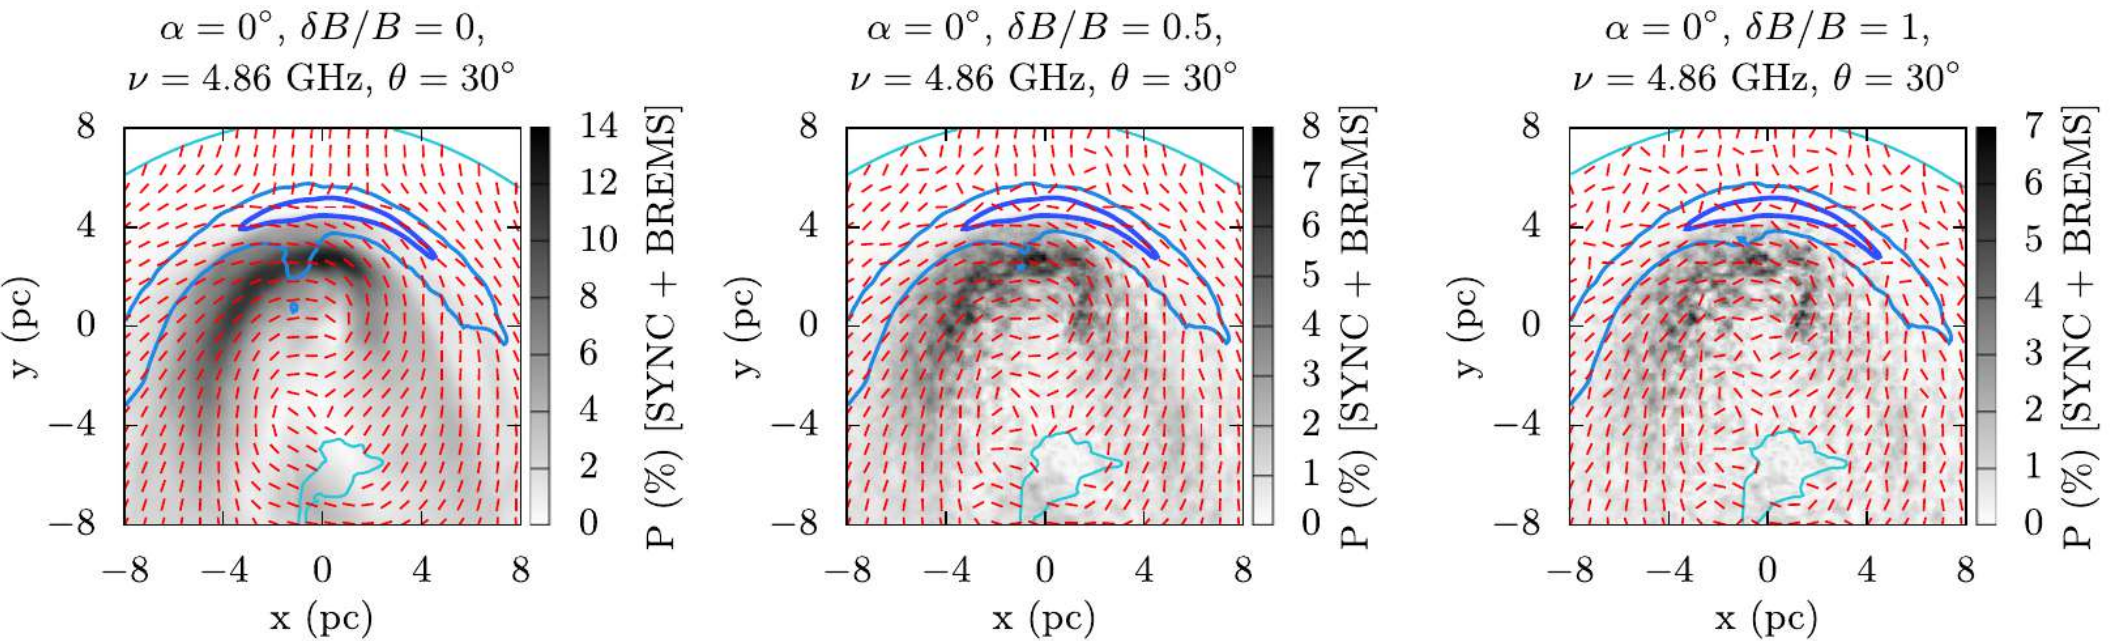 α = 0°, δB/B = 0,
ν = 4.86 GHz, θ = 30°
8
4
0
−4
−8
y (pc)
−8 −4 0 4 8
x (pc)
14
12
10
8
6
4
2
0
P (%) [SYNC + BREMS]
α = 0°, δB/B = 0.5,
ν = 4.86 GHz, θ = 30°
8
4
0
−4
−8
y (pc)
−8 −4 0 4 8
x (pc)
8
7
6
5
4
3
2
1
0
P (%) [SYNC + BREMS]
α = 0°, δB/B = 1,
ν = 4.86 GHz, θ = 30°
8
4
0
−4
−8
y (pc)
−8 −4 0 4 8
x (pc)
7
6
5
4
3
2
1
0
P (%) [SYNC + BREMS]